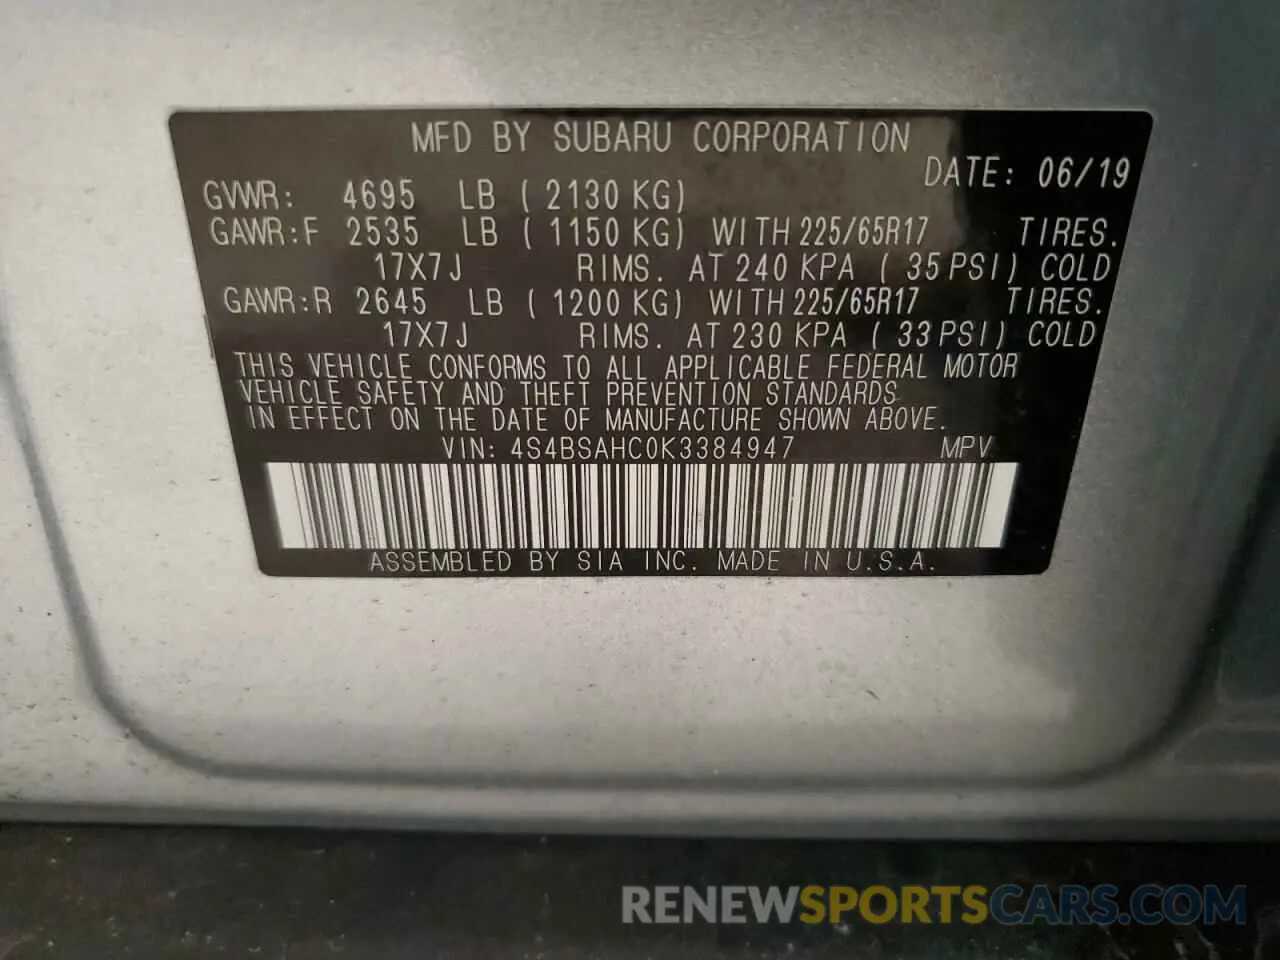 MFD BY SUBARU CORPORATION
DATE: 06/19
GVWR: 4695 LB ( 2130 KG)
GAWR:F 2535 LB ( 1150 KG) WITH 225/65R17 TIRES.
17X7J RIMS. AT 240 KPA ( 35 PSI) COLD
GAWR:R 2645 LB ( 1200 KG) WITH 225/65R17 TIRES.
17X7J RIMS. AT 230 KPA ( 33 PSI) COLD
THIS VEHICLE CONFORMS TO ALL APPLICABLE FEDERAL MOTOR
VEHICLE SAFETY AND THEFT PREVENTION STANDARDS
IN EFFECT ON THE DATE OF MANUFACTURE SHOWN ABOVE.
VIN: 4S4BSAHC0K3384947 MPV
ASSEMBLED BY SIA INC. MADE IN U.S.A.
RENEWSPORTSCARS.COM